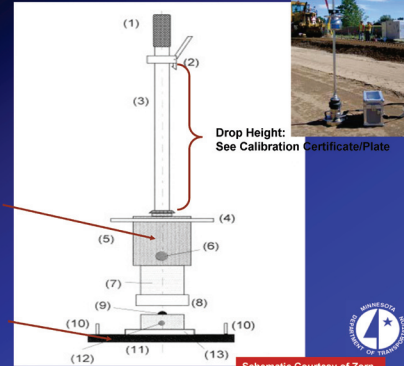 (1)
(2)
(3)
Drop Height:
See Calibration Certificate/Plate
(4)
(5)
(6)
(7)
(8)
(9)
(10)
(10)
(11)
(12)
(13)
MINNESOTA
DEPARTMENT OF TRANSPORTATION
Schematic Courtesy of Zorn